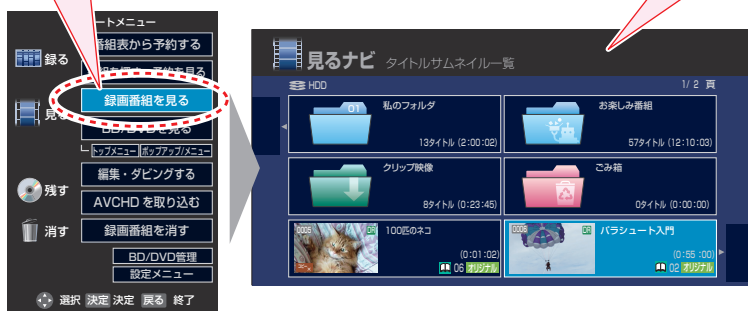 ートメニュー
録る
番組表から予約する
録画番組を見る
見る
BD/DVDを見る
トップメニュー ポップアップ/メニュー
編集・ダビングする
残す
AVCHD を取り込む
消す
録画番組を消す
BD/DVD管理
設定メニュー
選択 決定 決定 戻る 終了
見るナビ タイトルサムネイル一覧
HDD
1/ 2 頁
01
私のフォルダ
13タイトル (2:00:02)
お楽しみ番組
57タイトル (12:10:03)
クリップ映像
8タイトル (0:23:45)
ごみ箱
0タイトル (0:00:00)
0006 DR
100匹のネコ
(0:01:02)
06 オリジナル
0005 DR
パラシュート入門
(0:55 :00)
02 オリジナル